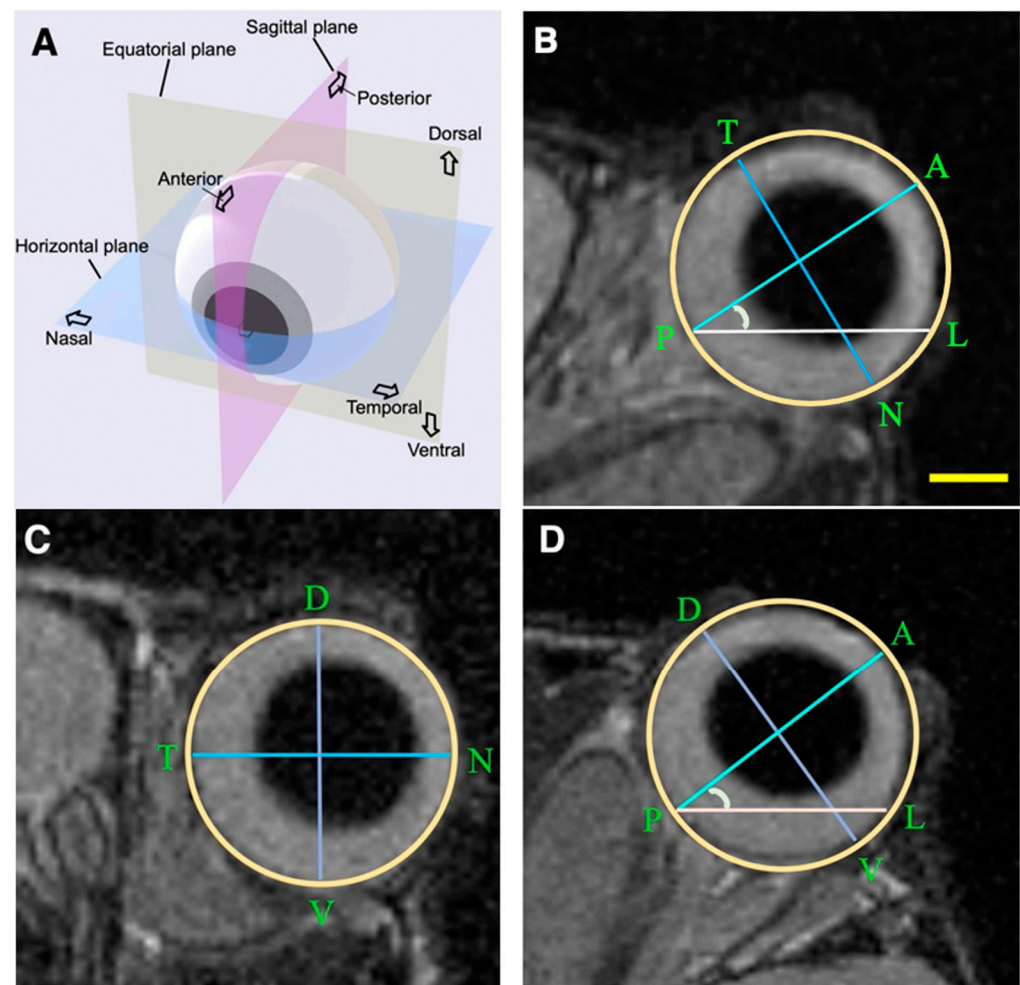 A
Sagittal plane
Equatorial plane
Posterior
Dorsal
Anterior
Horizontal plane
Nasal
Temporal
Ventral
B
T
A
P
L
N
C
D
T
N
V
D
D
A
P
L
V